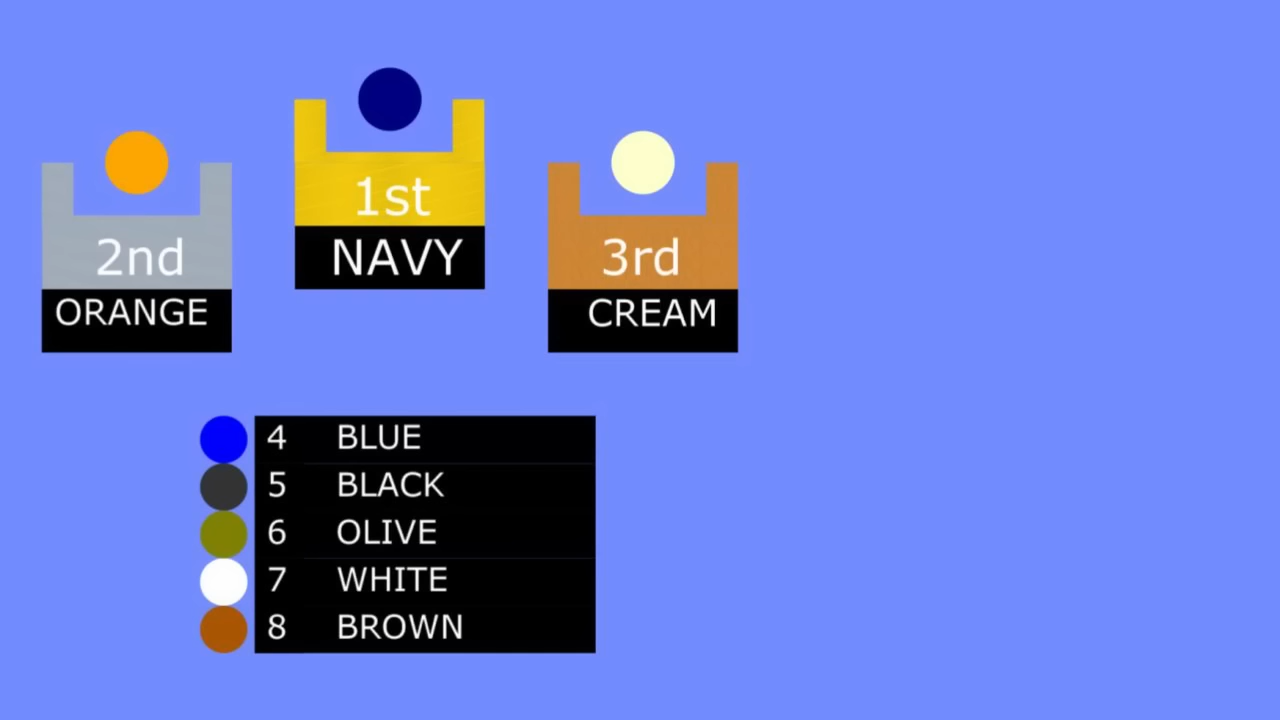 1st
NAVY
2nd
ORANGE
3rd
CREAM
4 BLUE
5 BLACK
6 OLIVE
7 WHITE
8 BROWN